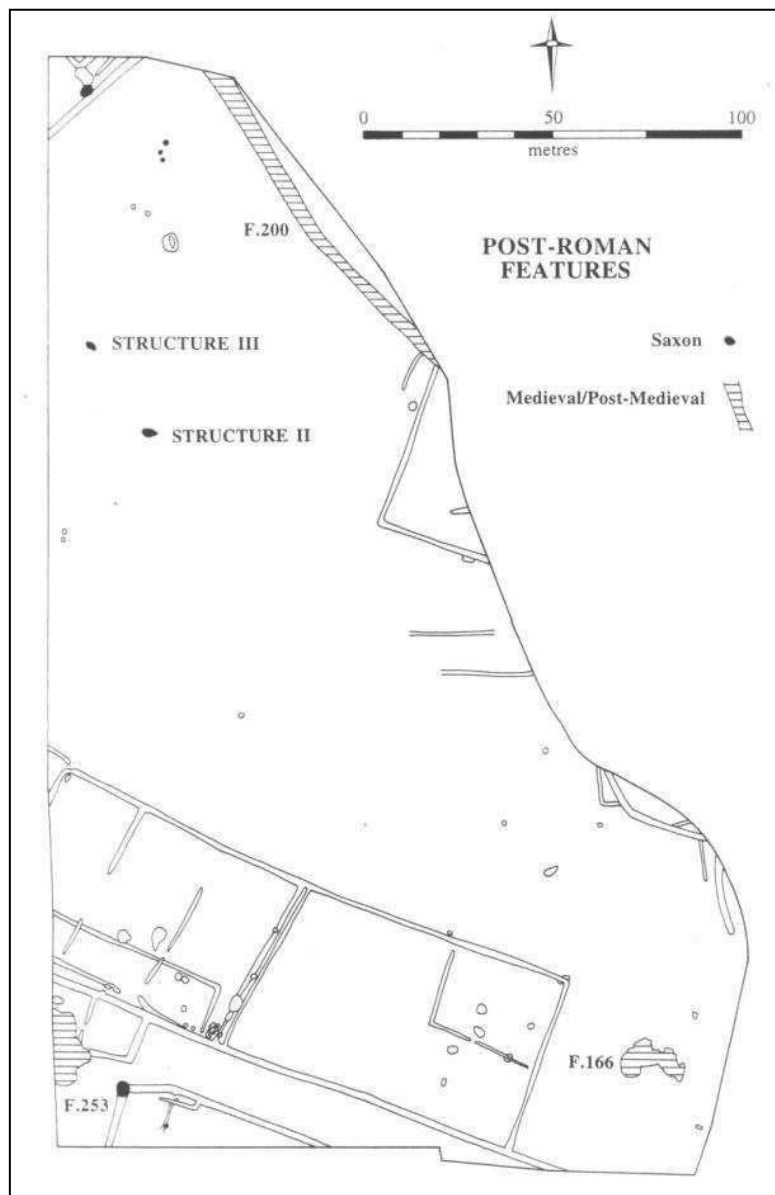 0 50 100
metres
F.200
POST-ROMAN
FEATURES
STRUCTURE III
Saxon
Medieval/Post-Medieval
STRUCTURE II
F.166
F.253